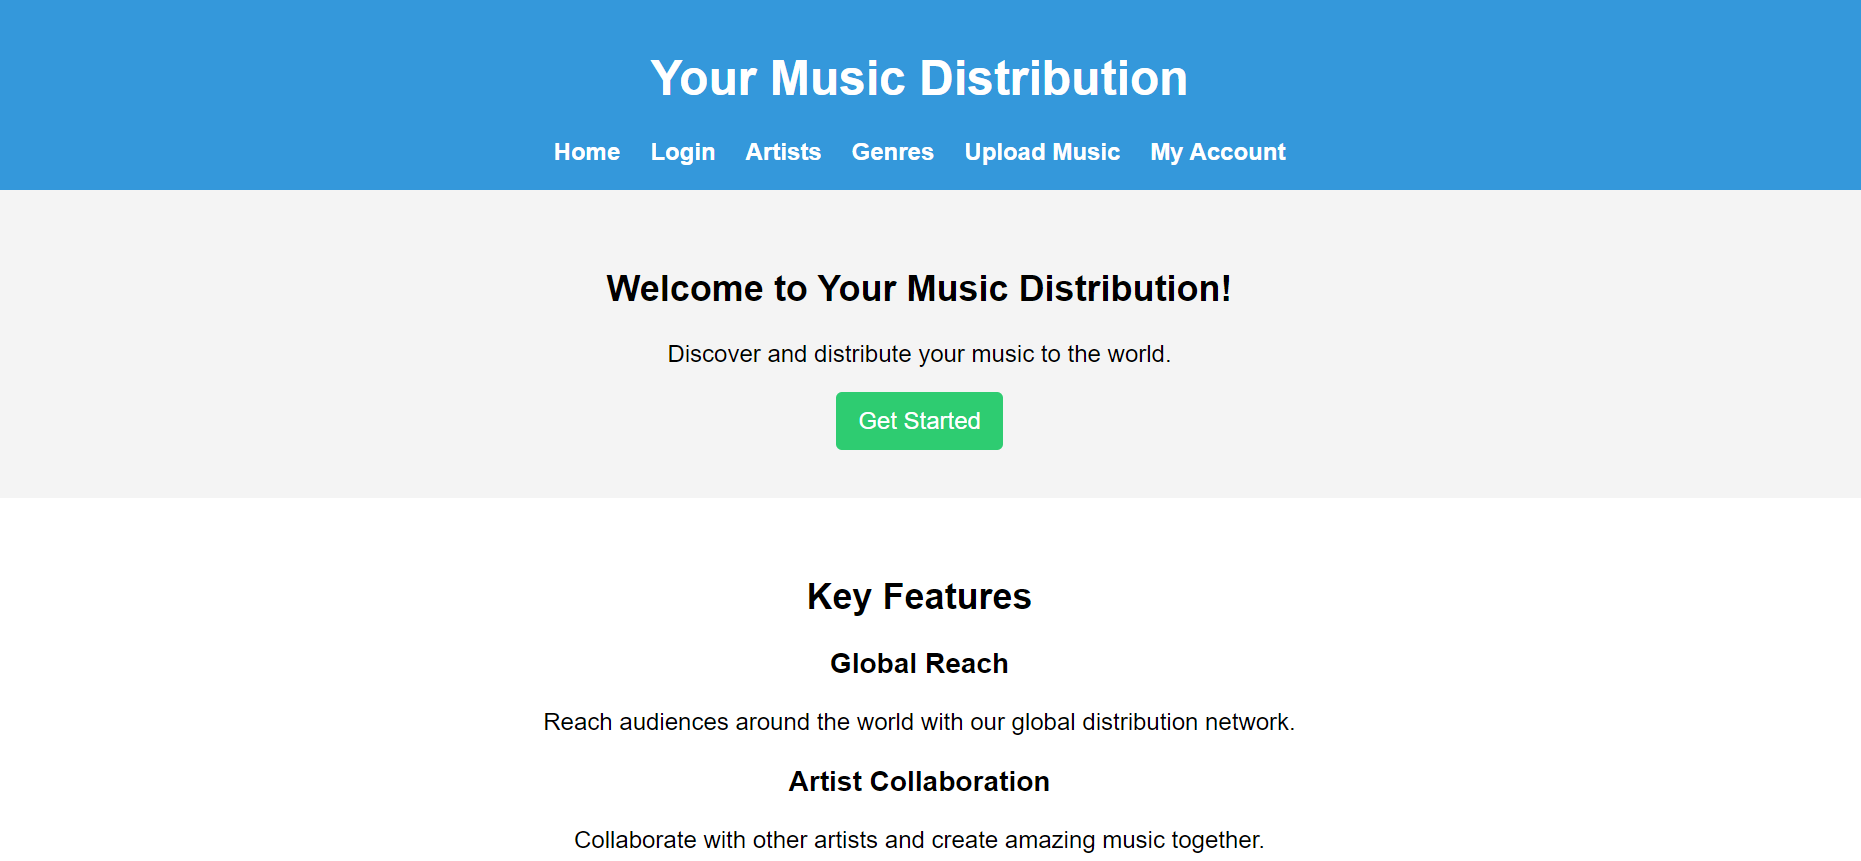 Your Music Distribution
Home Login Artists Genres Upload Music My Account
Welcome to Your Music Distribution!
Discover and distribute your music to the world.
Get Started
Key Features
Global Reach
Reach audiences around the world with our global distribution network.
Artist Collaboration
Collaborate with other artists and create amazing music together.